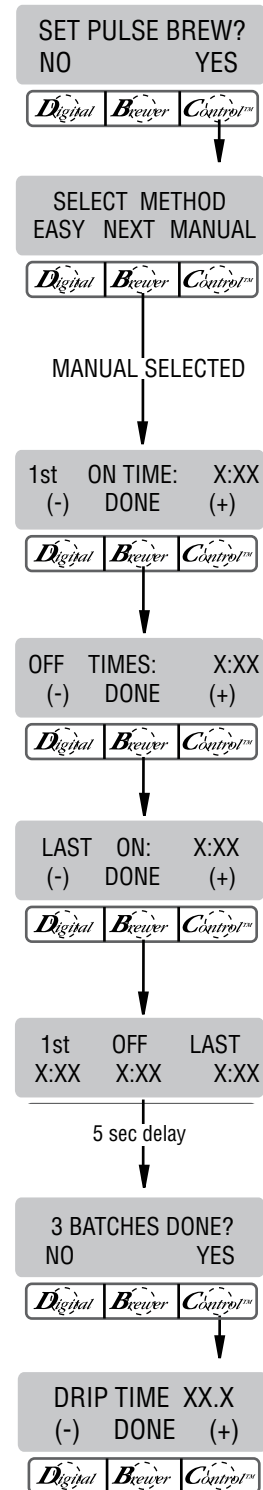 SET PULSE BREW?
NO YES
Digital Brewer Control™
SELECT METHOD
EASY NEXT MANUAL
Digital Brewer Control™
MANUAL SELECTED
1st ON TIME: X:XX
(-) DONE (+)
Digital Brewer Control™
OFF TIMES: X:XX
(-) DONE (+)
Digital Brewer Control™
LAST ON: X:XX
(-) DONE (+)
Digital Brewer Control™
1st OFF LAST
X:XX X:XX X:XX
5 sec delay
3 BATCHES DONE?
NO YES
Digital Brewer Control™
DRIP TIME XX.X
(-) DONE (+)
Digital Brewer Control™